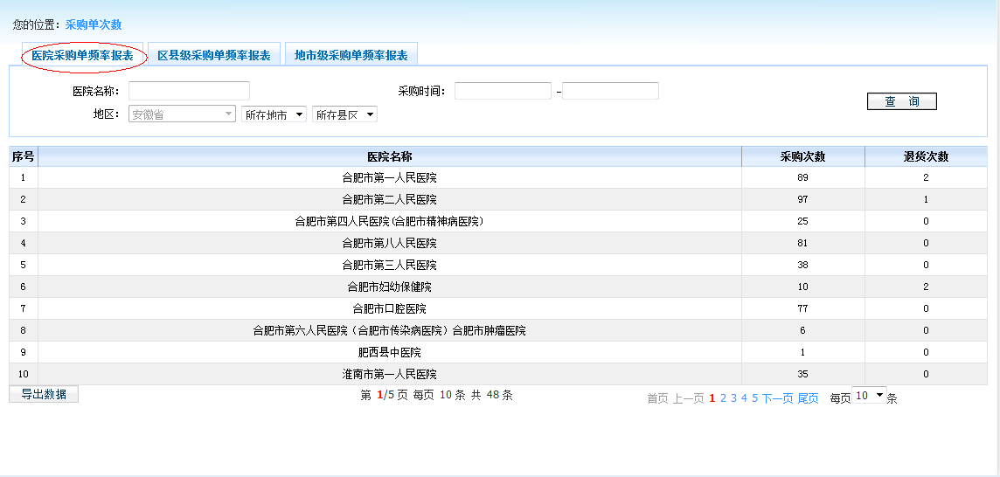 您的位置：采购单次数
医院采购单频率报表 区县级采购单频率报表 地市级采购单频率报表
医院名称： 采购时间： -
地区： 安徽省 所在地市 所在县区 查 询
序号 医院名称 采购次数 退货次数
1 合肥市第一人民医院 89 2
2 合肥市第二人民医院 97 1
3 合肥市第四人民医院(合肥市精神病医院) 25 0
4 合肥市第八人民医院 81 0
5 合肥市第三人民医院 38 0
6 合肥市妇幼保健院 10 2
7 合肥市口腔医院 77 0
8 合肥市第六人民医院（合肥市传染病医院）合肥市肿瘤医院 6 0
9 肥西县中医院 1 0
10 淮南市第一人民医院 35 0
导出数据 第 1/5 页 每页 10 条 共 48 条 首页 上一页 1 2 3 4 5 下一页 尾页 每页 10 条